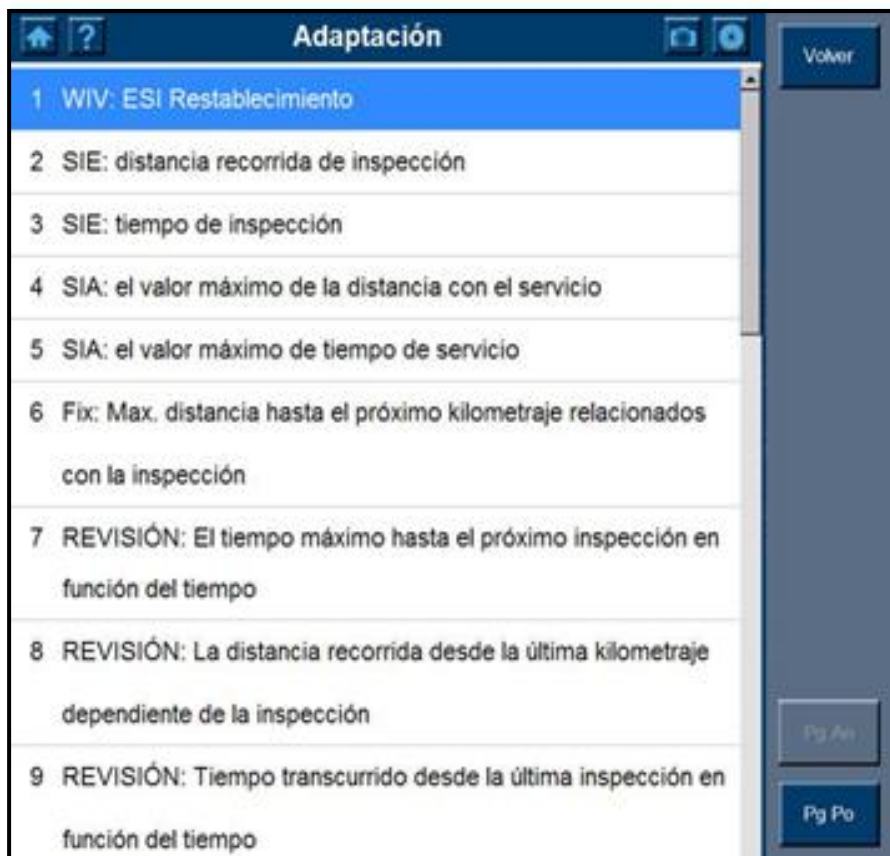 ? Adaptación
Volver
1 WIV: ESI Restablecimiento
2 SIE: distancia recorrida de inspección
3 SIE: tiempo de inspección
4 SIA: el valor máximo de la distancia con el servicio
5 SIA: el valor máximo de tiempo de servicio
6 Fix: Max. distancia hasta el próximo kilometraje relacionados
con la inspección
7 REVISIÓN: El tiempo máximo hasta el próximo inspección en
función del tiempo
8 REVISIÓN: La distancia recorrida desde la última kilometraje
dependiente de la inspección
9 REVISIÓN: Tiempo transcurrido desde la última inspección en
función del tiempo
Pg An
Pg Po